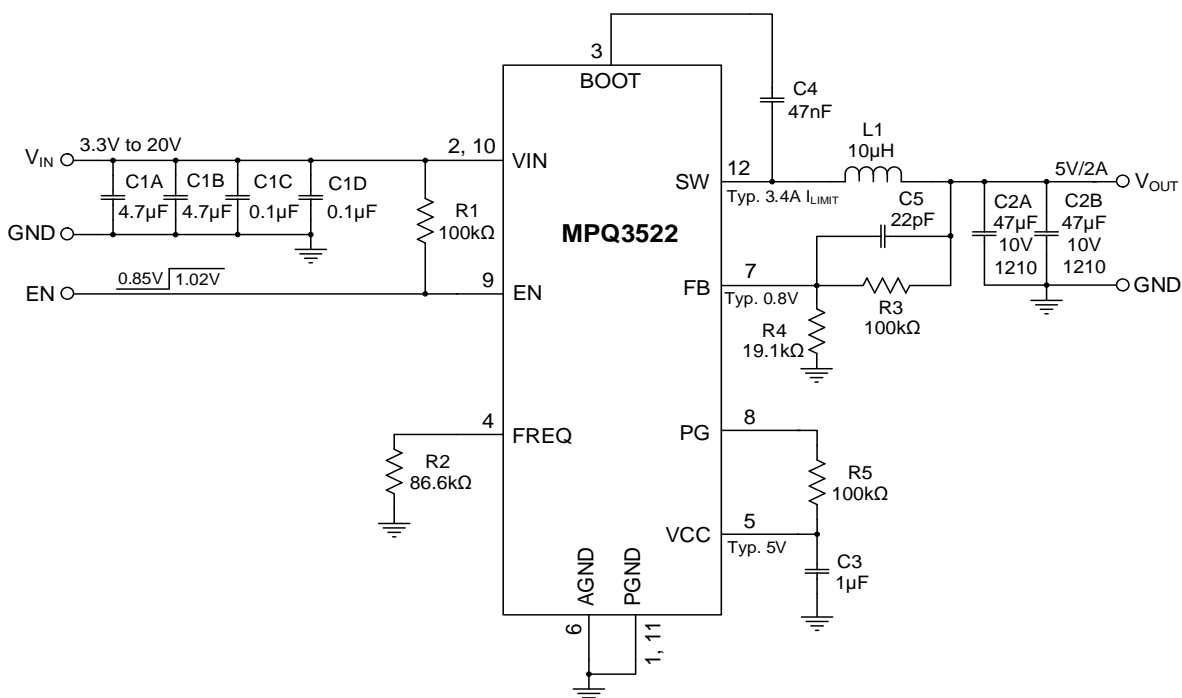 3
BOOT
C4
47nF
VIN
3.3V to 20V
2, 10
VIN
C1A
4.7µF
C1B
4.7µF
C1C
0.1µF
C1D
0.1µF
R1
100kΩ
GND
EN
0.85V
1.02V
9
EN
MPQ3522
SW
12
Typ. 3.4A ILIMIT
L1
10µH
5V/2A
VOUT
C5
22pF
C2A
47µF
10V
1210
C2B
47µF
10V
1210
GND
FB
7
Typ. 0.8V
R3
100kΩ
R4
19.1kΩ
4
FREQ
R2
86.6kΩ
PG
8
R5
100kΩ
VCC
5
Typ. 5V
C3
1µF
AGND
PGND
6
1, 11